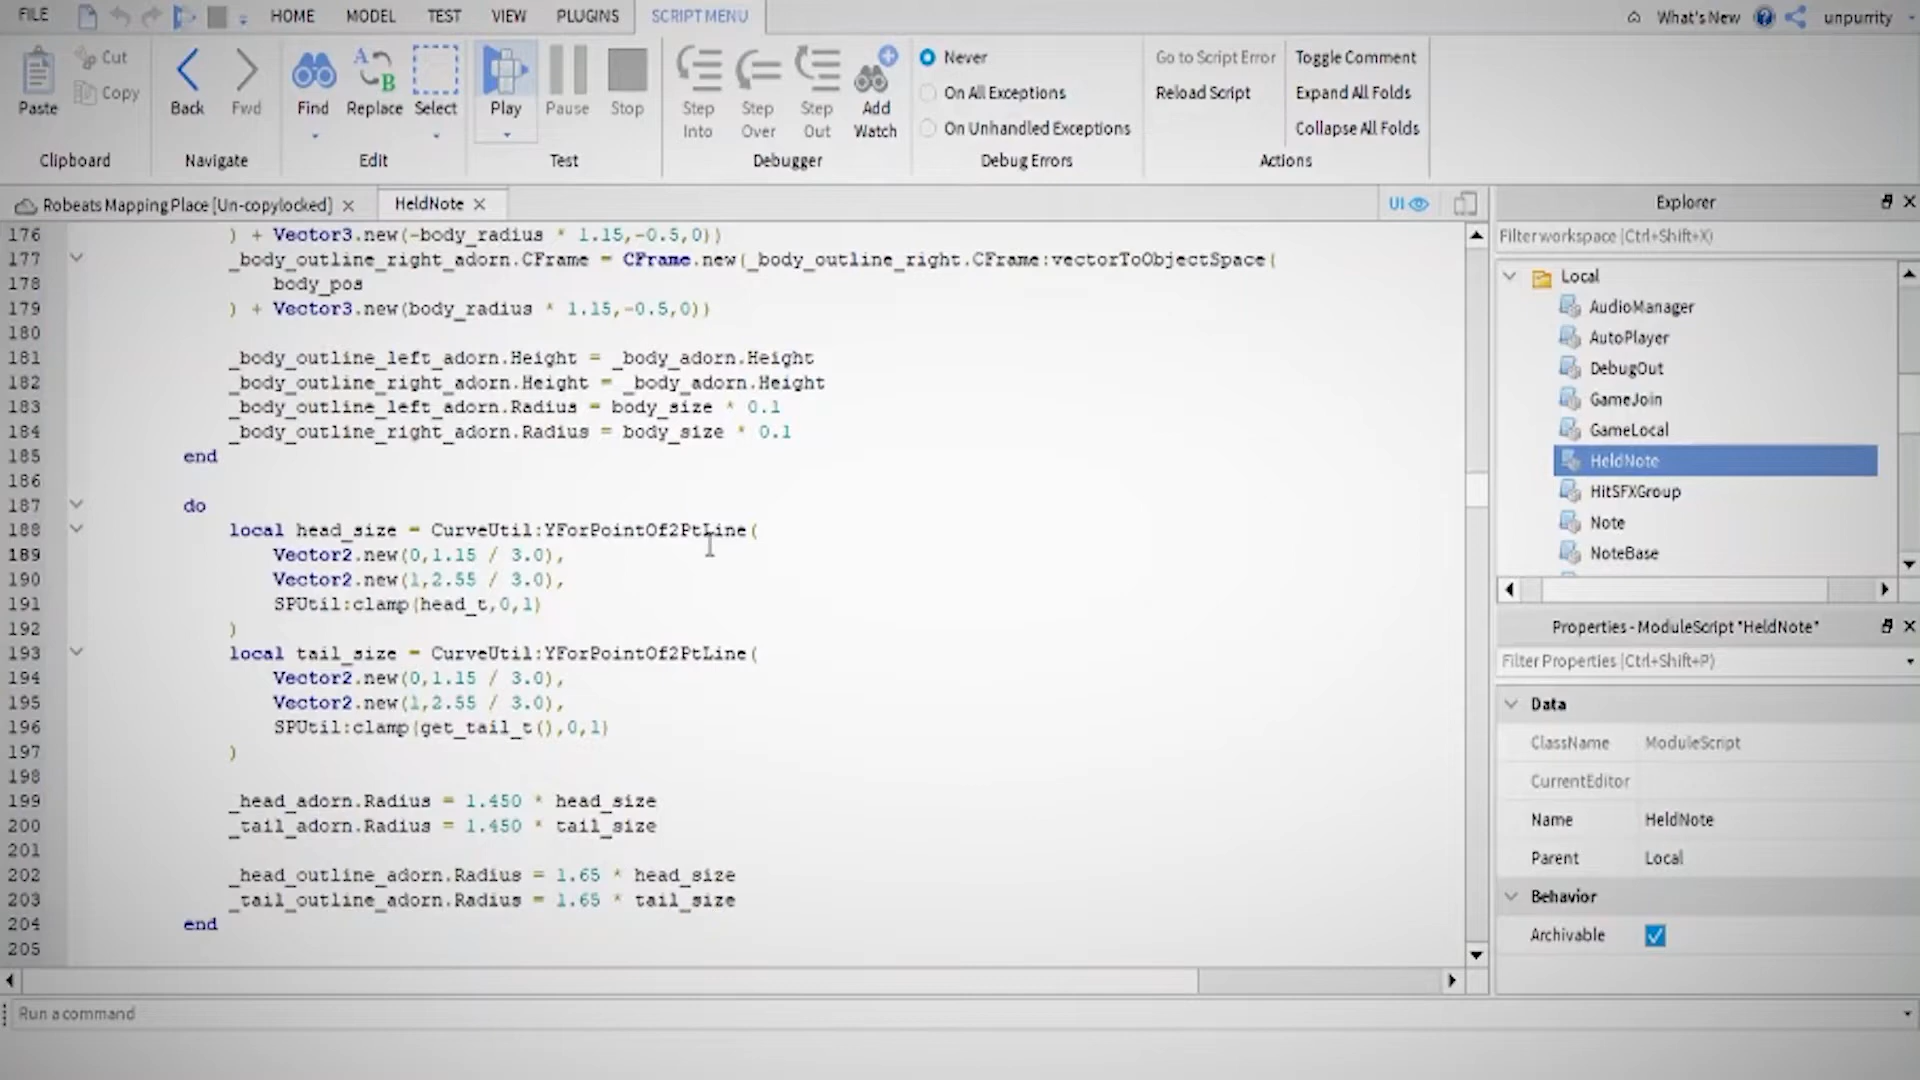 FILE HOME MODEL TEST VIEW PLUGINS SCRIPT MENU What's New unpurrity
Paste Cut Copy Back Fwd Find Replace Select Play Pause Stop Step Into Step Over Step Out Add Watch
Never
On All Exceptions
On Unhandled Exceptions
Go to Script Error
Reload Script
Toggle Comment
Expand All Folds
Collapse All Folds
Clipboard Navigate Edit Test Debugger Debug Errors Actions
Robeats Mapping Place [Un-copylocked] HeldNote UI
176 ) + Vector3.new(-body_radius * 1.15,-0.5,0))
177 _body_outline_right_adorn.CFrame = CFrame.new(_body_outline_right.CFrame:vectorToObjectSpace(
178 body_pos
179 ) + Vector3.new(body_radius * 1.15,-0.5,0))
180
181 _body_outline_left_adorn.Height = _body_adorn.Height
182 _body_outline_right_adorn.Height = _body_adorn.Height
183 _body_outline_left_adorn.Radius = body_size * 0.1
184 _body_outline_right_adorn.Radius = body_size * 0.1
185 end
186
187 do
188 local head_size = CurveUtil:YForPointOf2PtLine(
189 Vector2.new(0,1.15 / 3.0),
190 Vector2.new(1,2.55 / 3.0),
191 SPUtil:clamp(head_t,0,1)
192 )
193 local tail_size = CurveUtil:YForPointOf2PtLine(
194 Vector2.new(0,1.15 / 3.0),
195 Vector2.new(1,2.55 / 3.0),
196 SPUtil:clamp(get_tail_t(),0,1)
197 )
198
199 _head_adorn.Radius = 1.450 * head_size
200 _tail_adorn.Radius = 1.450 * tail_size
201
202 _head_outline_adorn.Radius = 1.65 * head_size
203 _tail_outline_adorn.Radius = 1.65 * tail_size
204 end
205
Run a command
Explorer
Filter workspace (Ctrl+Shift+X)
Local
AudioManager
AutoPlayer
DebugOut
GameJoin
GameLocal
HeldNote
HitSFXGroup
Note
NoteBase
Properties - ModuleScript "HeldNote"
Filter Properties (Ctrl+Shift+P)
Data
ClassName ModuleScript
CurrentEditor
Name HeldNote
Parent Local
Behavior
Archivable